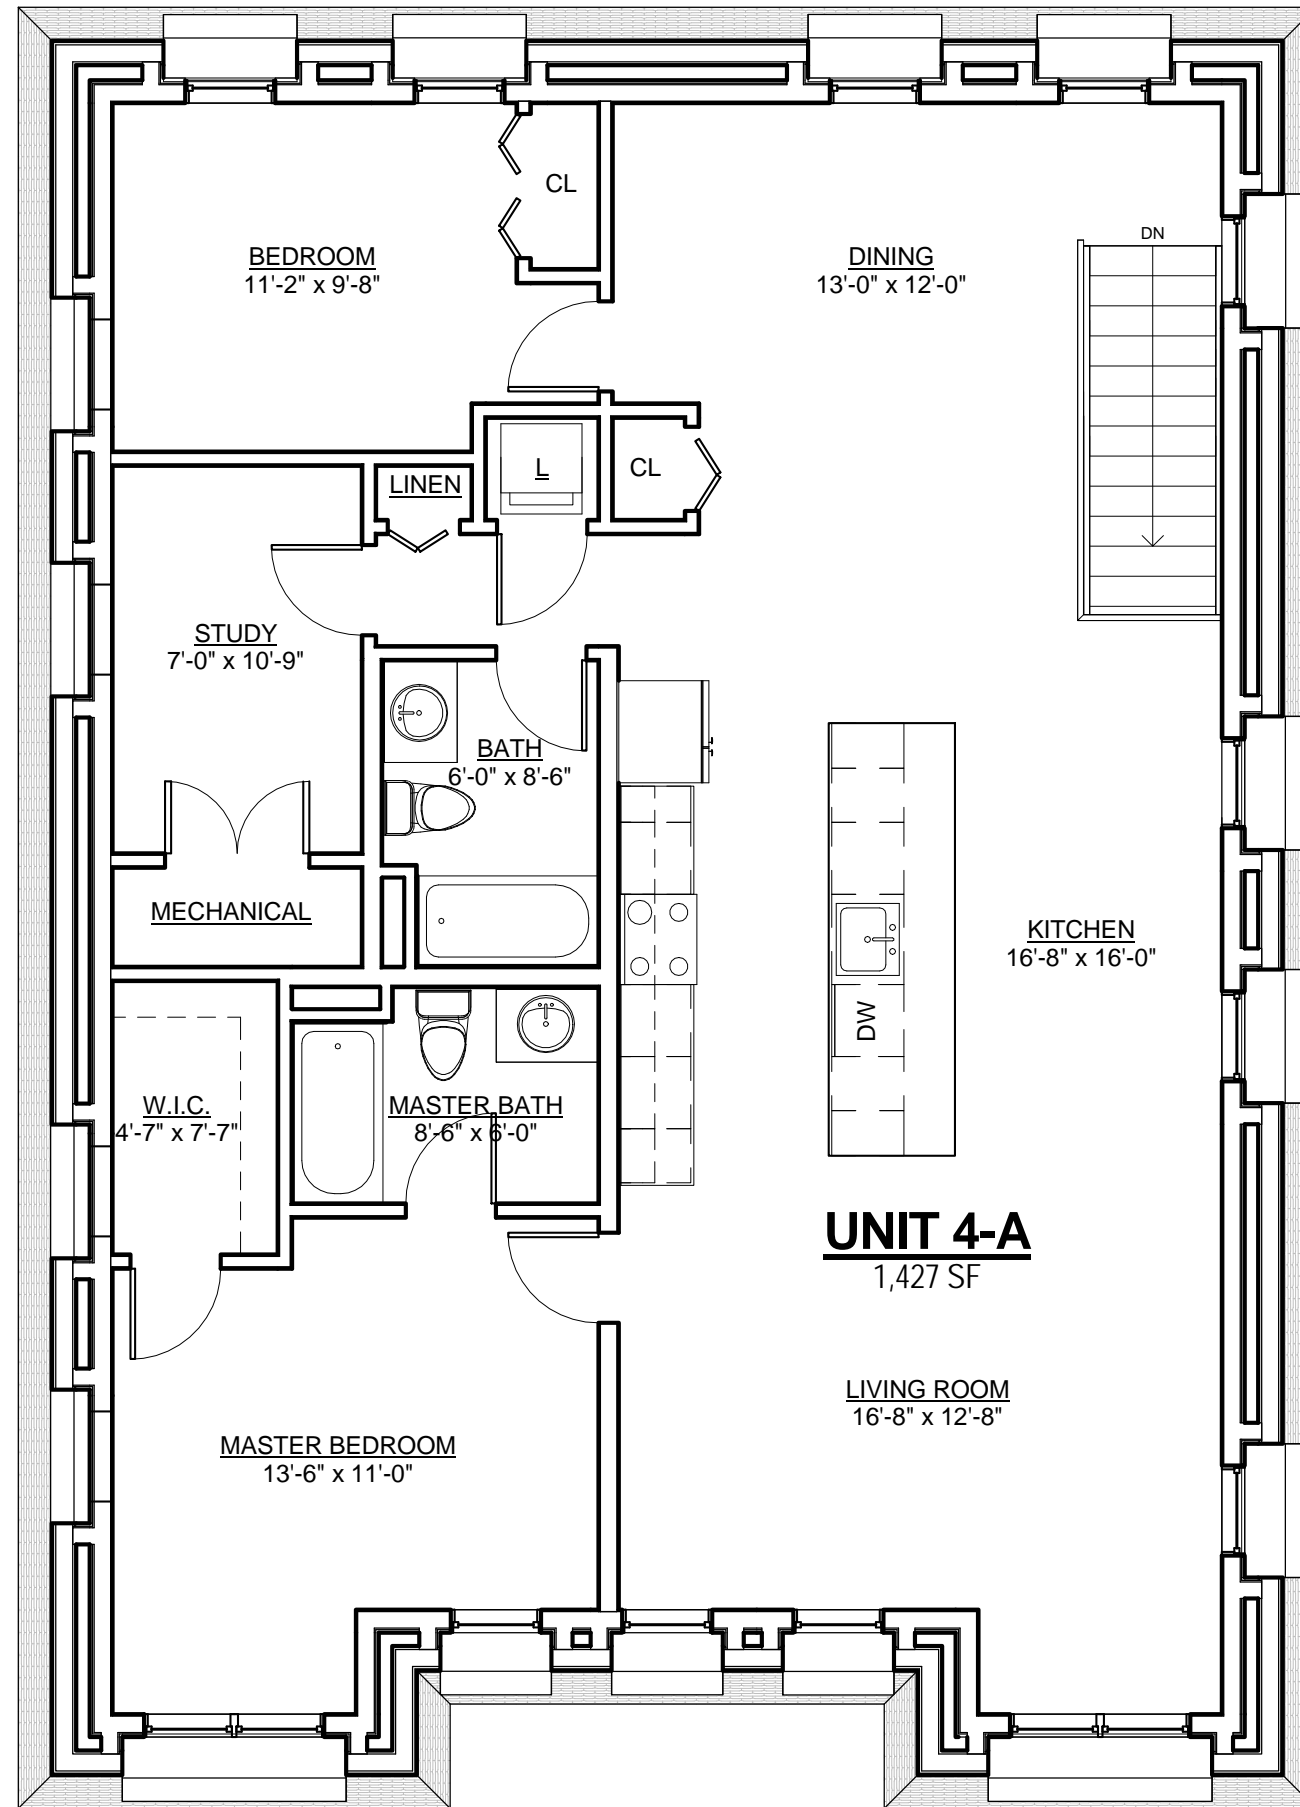 CL
DN
BEDROOM
11'-2" x 9'-8"
DINING
13'-0" x 12'-0"
L
CL
LINEN
STUDY
7'-0" x 10'-9"
BATH
6'-0" x 8'-6"
MECHANICAL
KITCHEN
16'-8" x 16'-0"
DW
W.I.C.
4'-7" x 7'-7"
MASTER BATH
8'-6" x 6'-0"
UNIT 4-A
1,427 SF
LIVING ROOM
16'-8" x 12'-8"
MASTER BEDROOM
13'-6" x 11'-0"